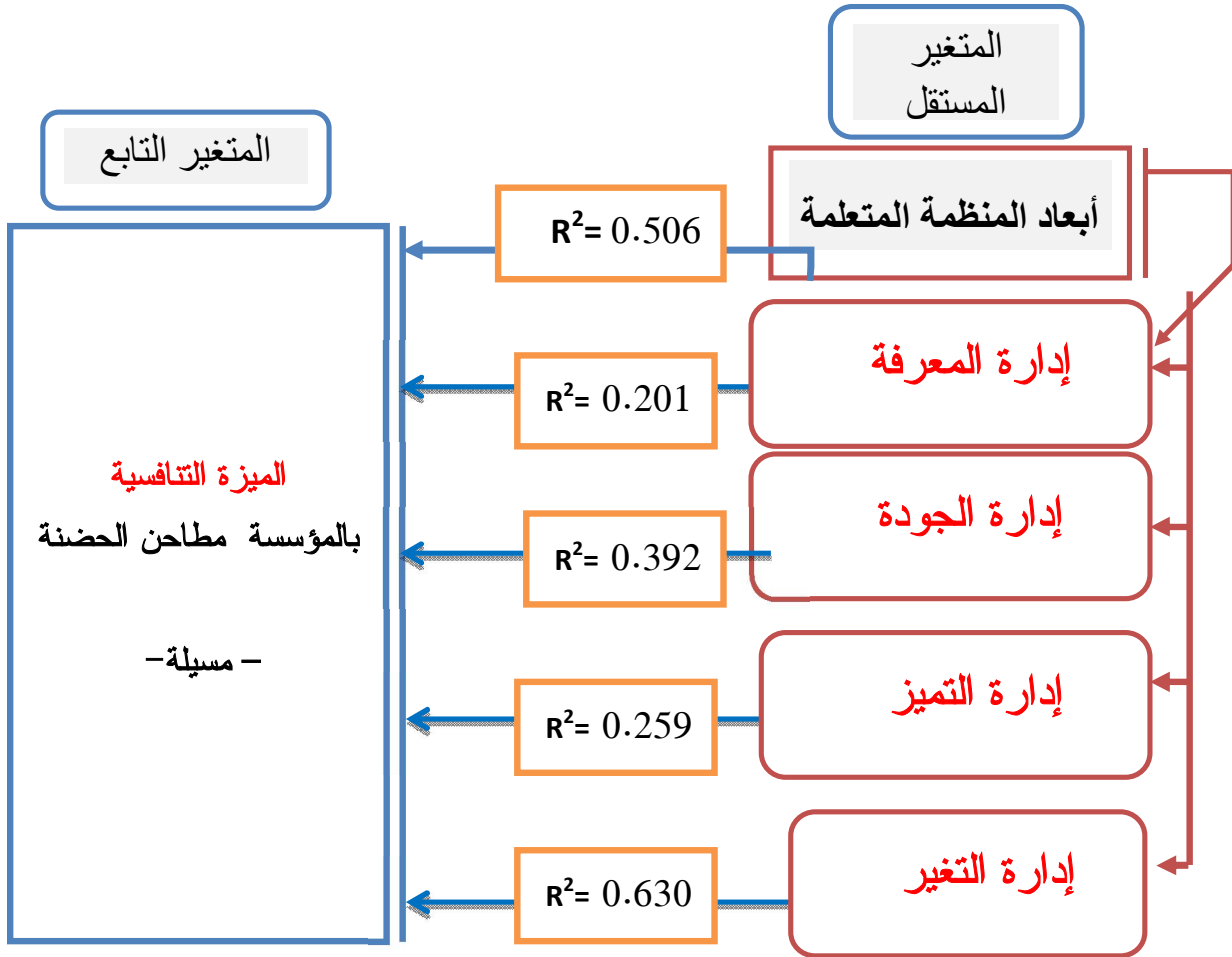 المتغير
المستقل
المتغير التابع
أبعاد المنظمة المتعلمة
R²= 0.506
إدارة المعرفة
R²= 0.201
إدارة الجودة
R²= 0.392
الميزة التنافسية
بالمؤسسة مطاحن الحضنة
– مسيلة-
إدارة التميز
R²= 0.259
إدارة التغير
R²= 0.630